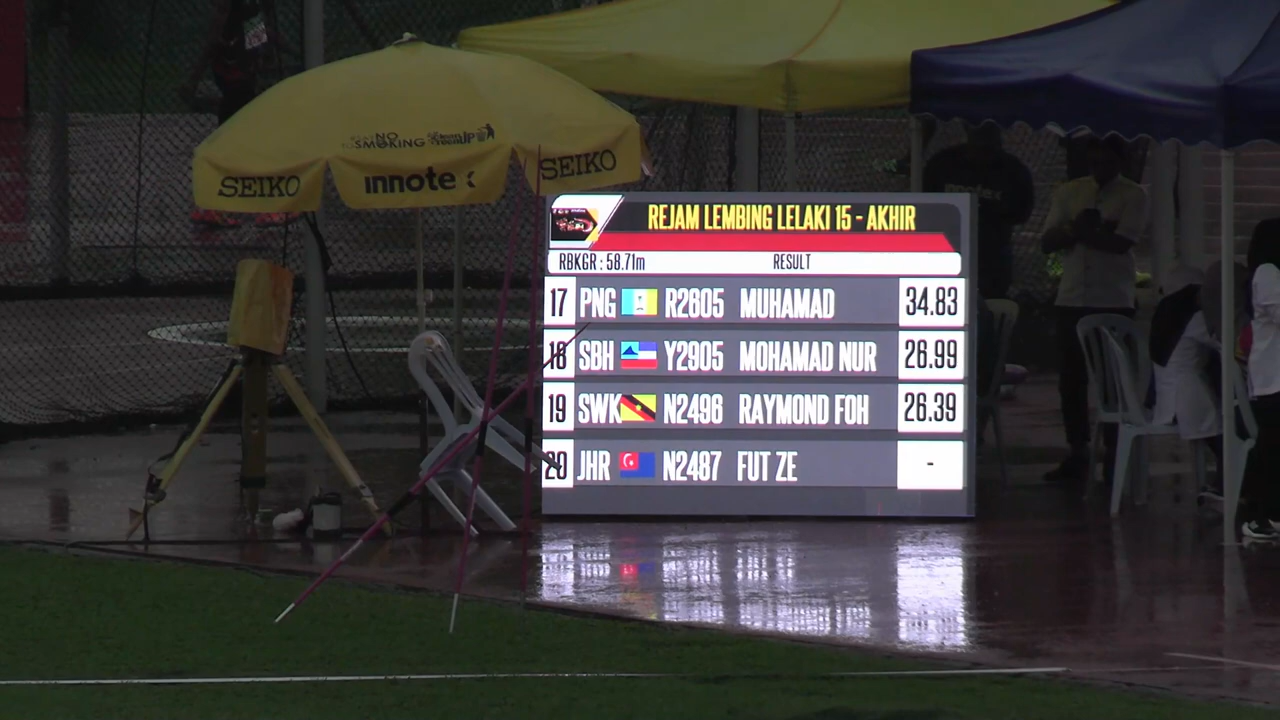 NO
SMOKING
SEIKO
innotex
SEIKO
REJAM LEMBING LELAKI 15 - AKHIR
RBKGR : 58.71m RESULT
17 PNG R2605 MUHAMAD 34.83
18 SBH Y2905 MOHAMAD NUR 26.99
19 SWK N2496 RAYMOND FOH 26.39
20 JHR N2487 FUT ZE -